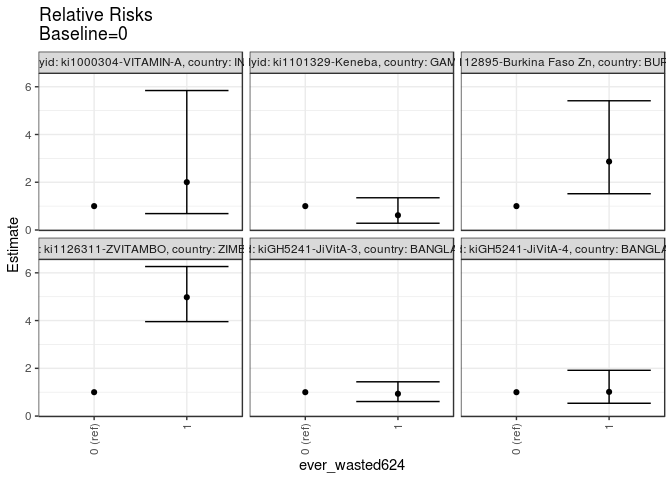 Relative Risks
Baseline=0
yid: ki1000304-VITAMIN-A, country: IN
yid: ki1101329-Keneba, country: GAM
12895-Burkina Faso Zn, country: BUR
6
4
2
0
: ki1126311-ZVITAMBO, country: ZIME
: kiGH5241-JiVitA-3, country: BANGLA
: kiGH5241-JiVitA-4, country: BANGLA
6
4
2
0
Estimate
0 (ref)
1
0 (ref)
1
0 (ref)
1
ever_wasted624